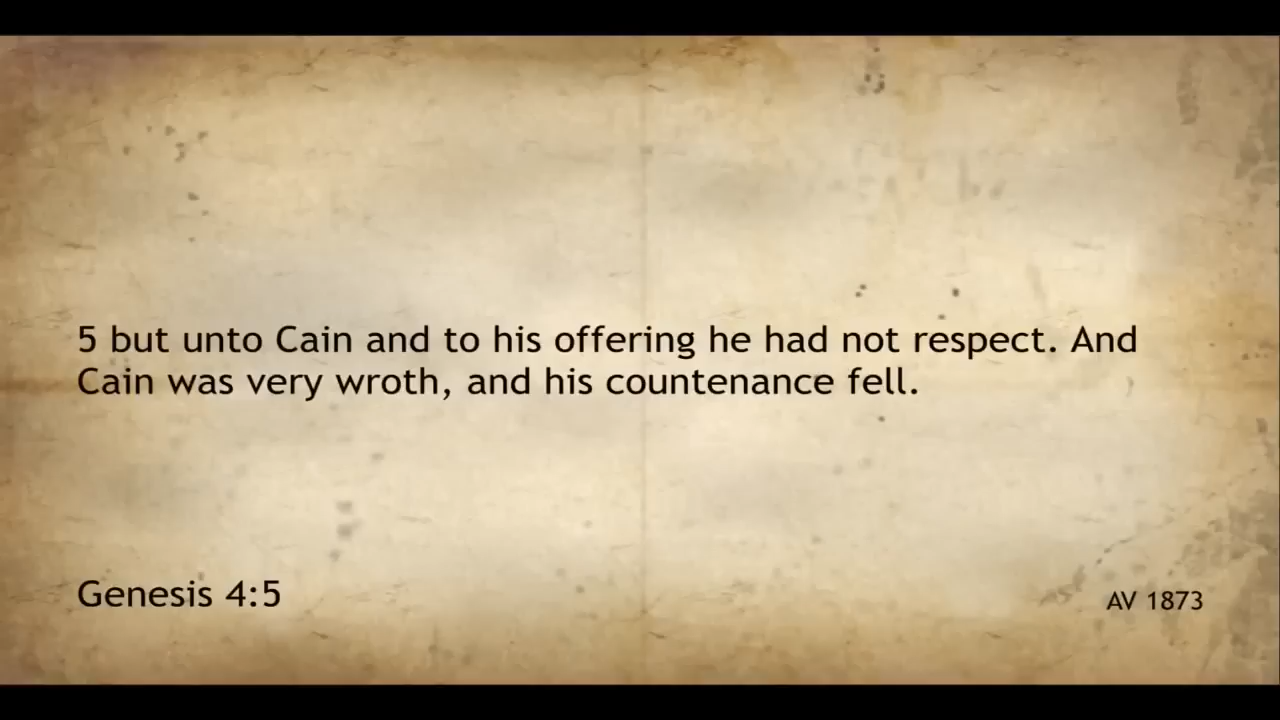 5 but unto Cain and to his offering he had not respect. And
Cain was very wroth, and his countenance fell.
Genesis 4:5
AV 1873